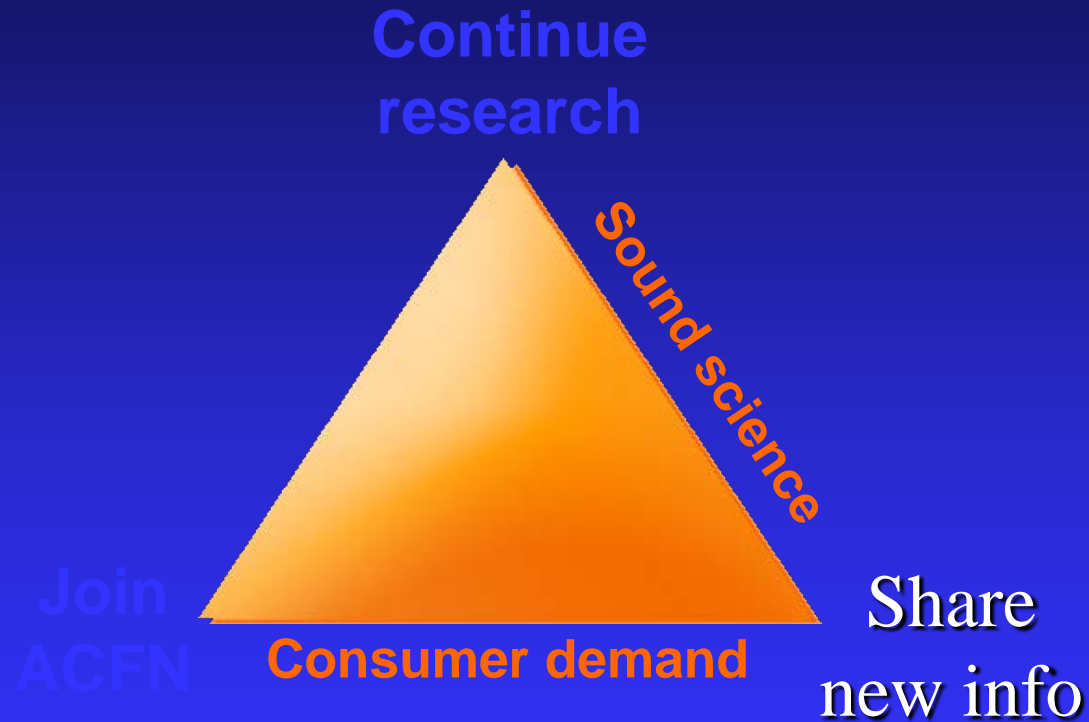 Continue
research
Sound science
Join
ACFN
Consumer demand
Share
new info